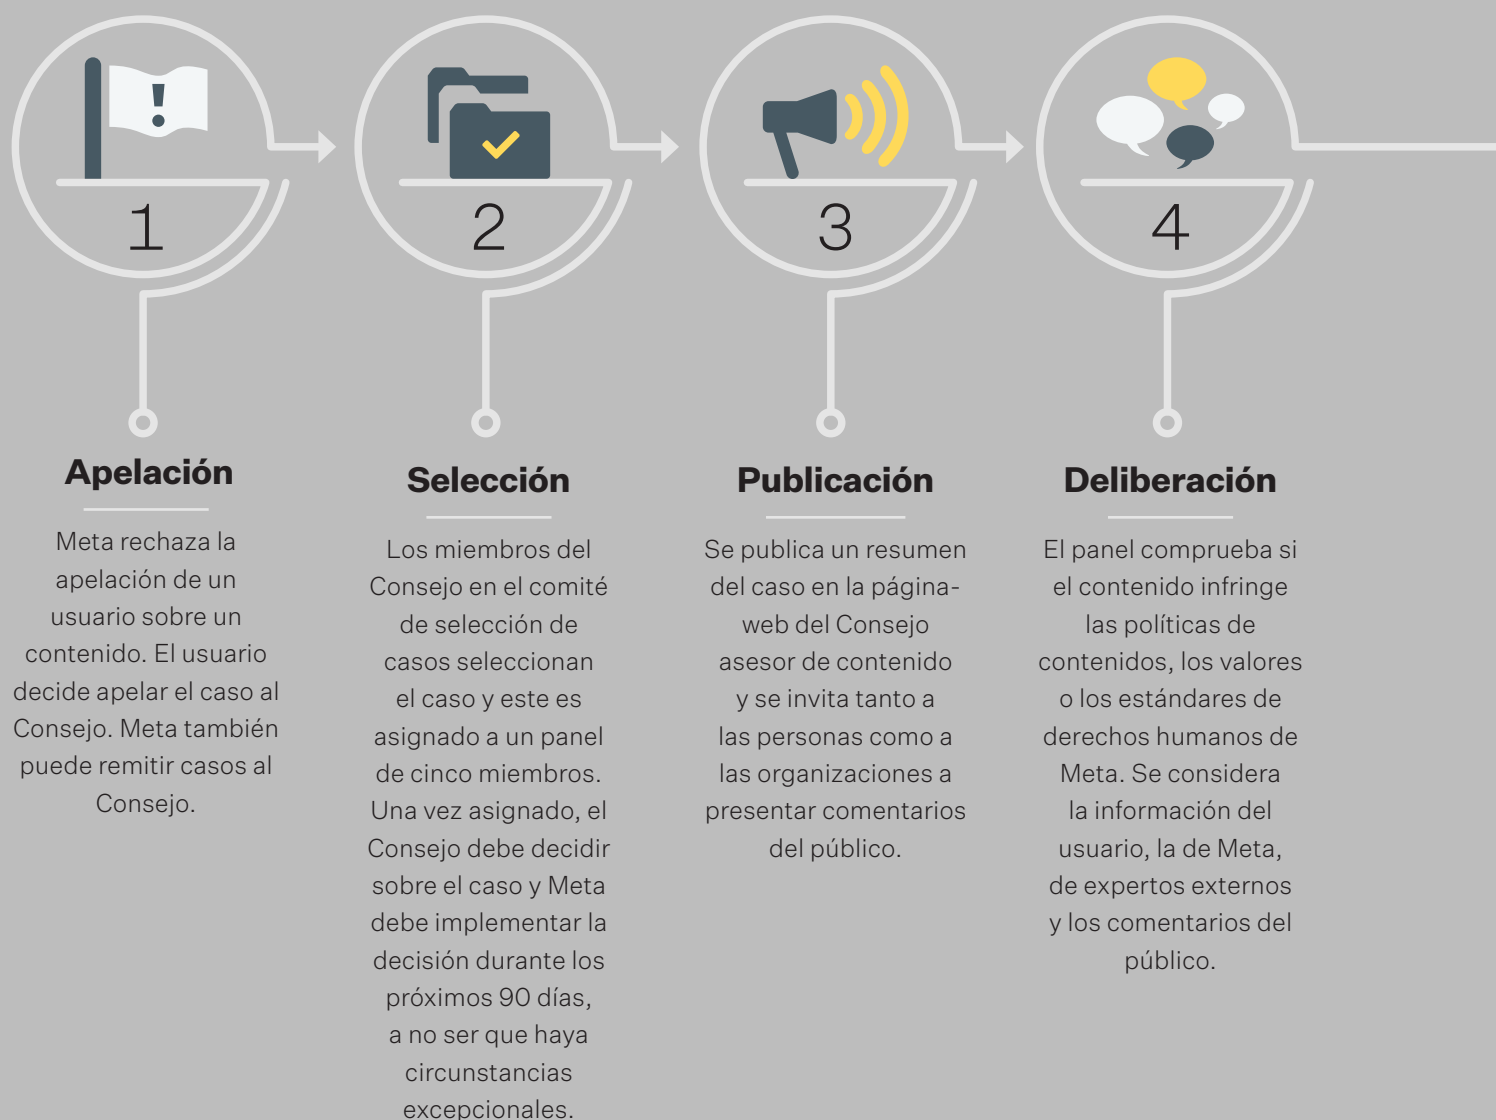 1
Apelación
Meta rechaza la
apelación de un
usuario sobre un
contenido. El usuario
decide apelar el caso al
Consejo. Meta también
puede remitir casos al
Consejo.
2
Selección
Los miembros del
Consejo en el comité
de selección de
casos seleccionan
el caso y este es
asignado a un panel
de cinco miembros.
Una vez asignado, el
Consejo debe decidir
sobre el caso y Meta
debe implementar la
decisión durante los
próximos 90 días,
a no ser que haya
circunstancias
excepcionales.
3
Publicación
Se publica un resumen
del caso en la página-
web del Consejo
asesor de contenido
y se invita tanto a
las personas como a
las organizaciones a
presentar comentarios
del público.
4
Deliberación
El panel comprueba si
el contenido infringe
las políticas de
contenidos, los valores
o los estándares de
derechos humanos de
Meta. Se considera
la información del
usuario, la de Meta,
de expertos externos
y los comentarios del
público.